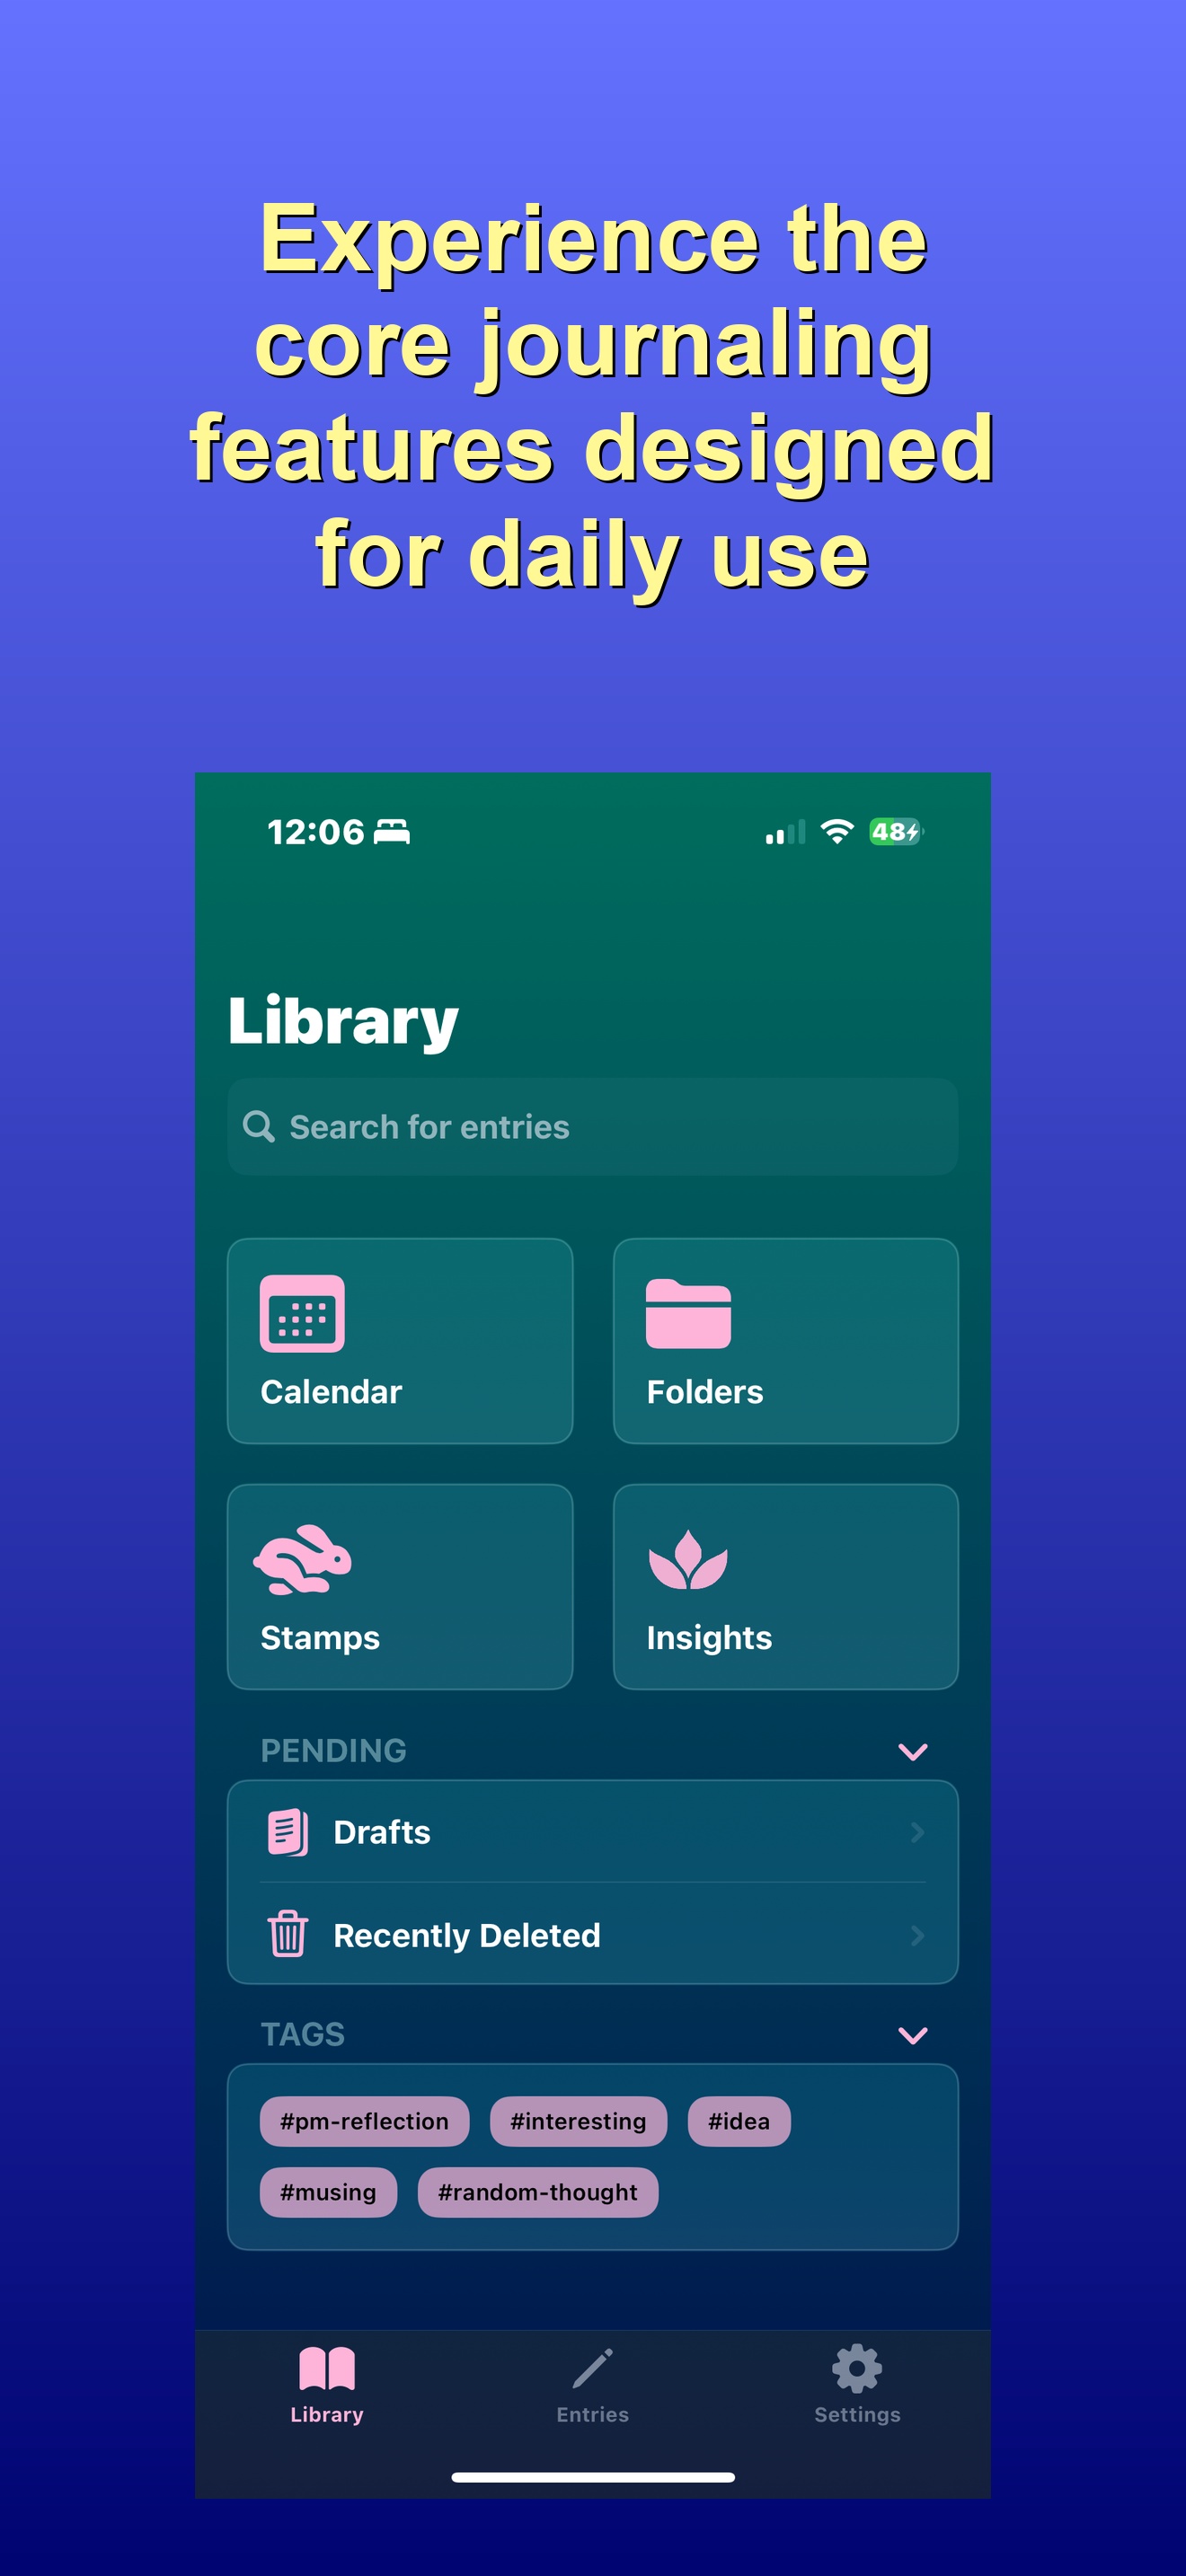 Experience the
core journaling
features designed
for daily use
12:06 48
Library
Search for entries
Calendar Folders
Stamps Insights
PENDING
Drafts
Recently Deleted
TAGS
#pm-reflection #interesting #idea
#musing #random-thought
Library Entries Settings